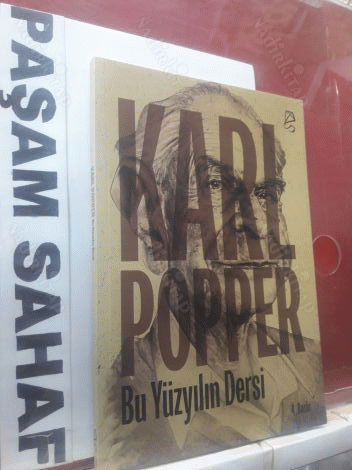 PAŞAM SAHAF
KARL
POPPER
Bu Yüzyılın Dersi